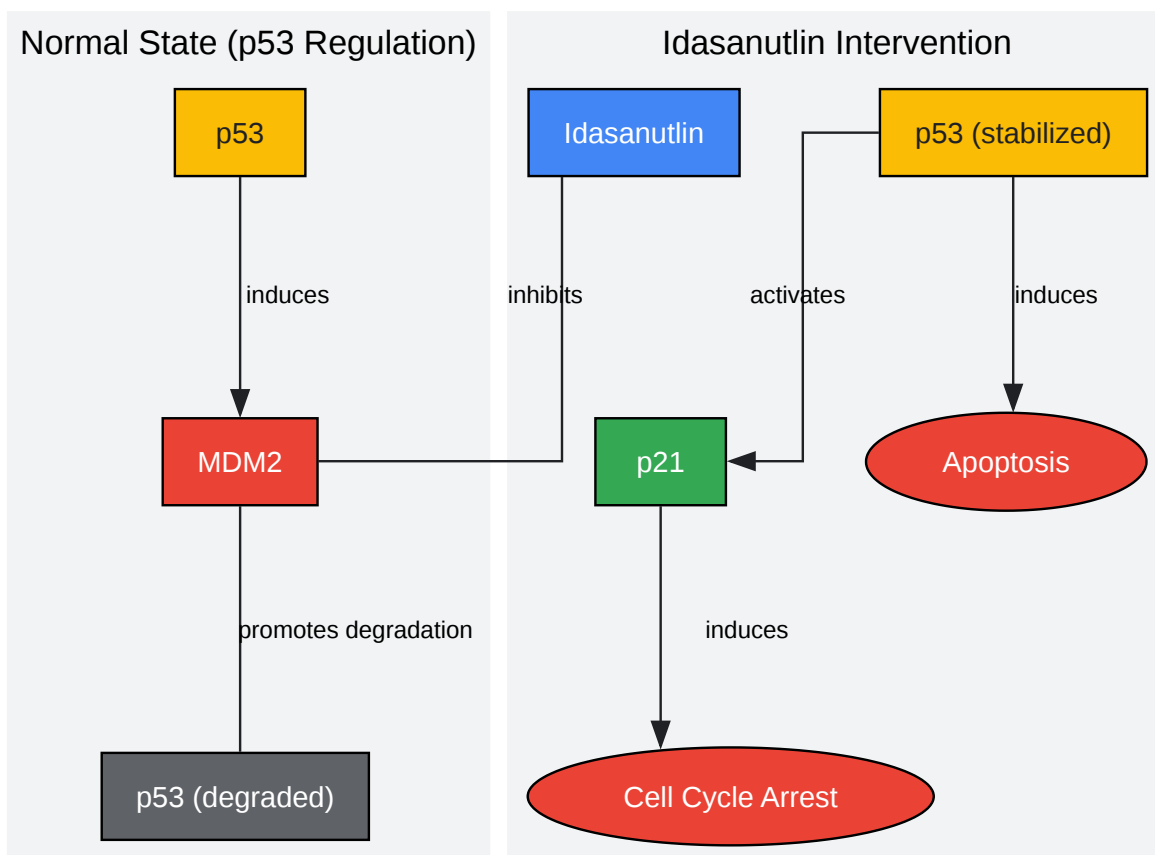 Normal State (p53 Regulation)
Idasanutlin Intervention
p53
Idasanutlin
p53 (stabilized)
induces
inhibits
activates
induces
MDM2
p21
Apoptosis
promotes degradation
induces
p53 (degraded)
Cell Cycle Arrest